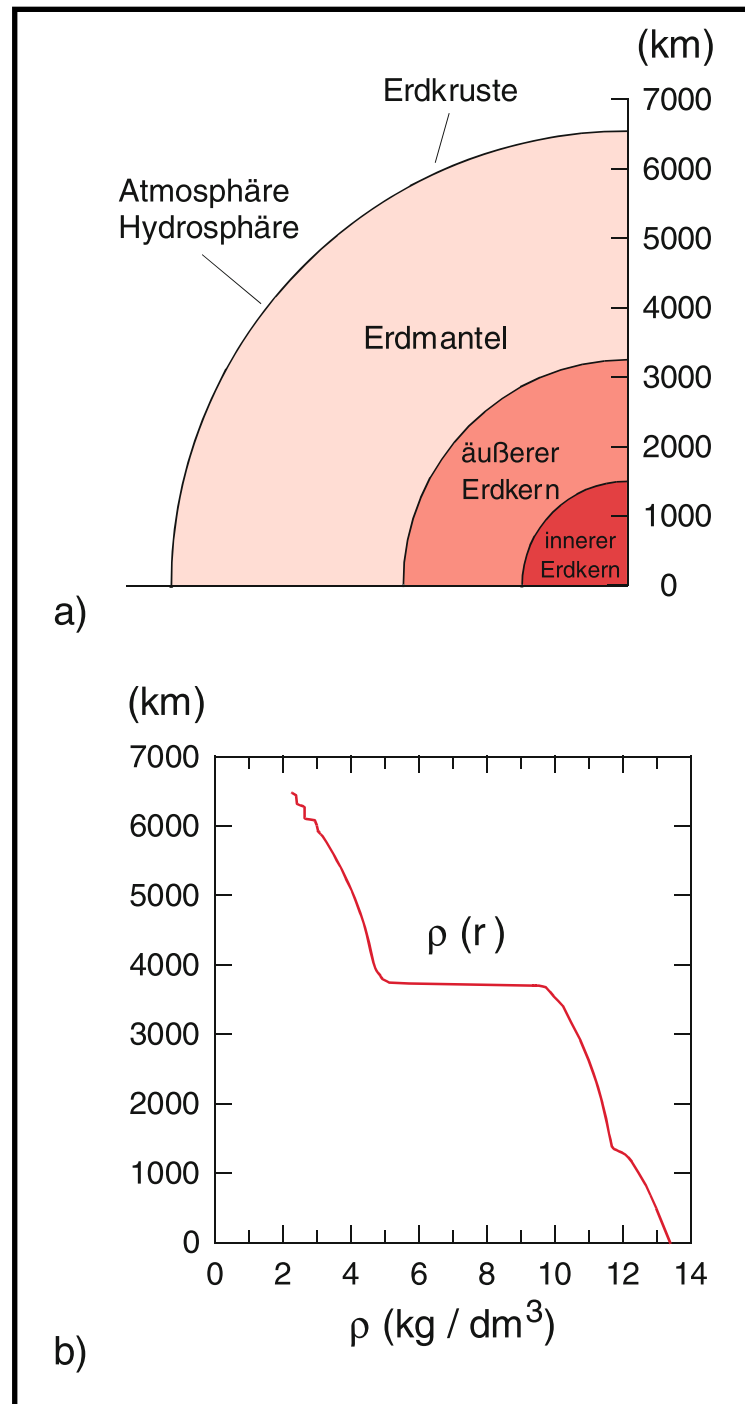 (km)
Erdkruste
7000
6000
Atmosphäre
Hydrosphäre
5000
4000
Erdmantel
3000
äußerer
Erdkern
2000
1000
innerer
Erdkern
0
a)
(km)
7000
6000
5000
ρ (r)
4000
3000
2000
1000
0
0 2 4 6 8 10 12 14
ρ (kg / dm³)
b)